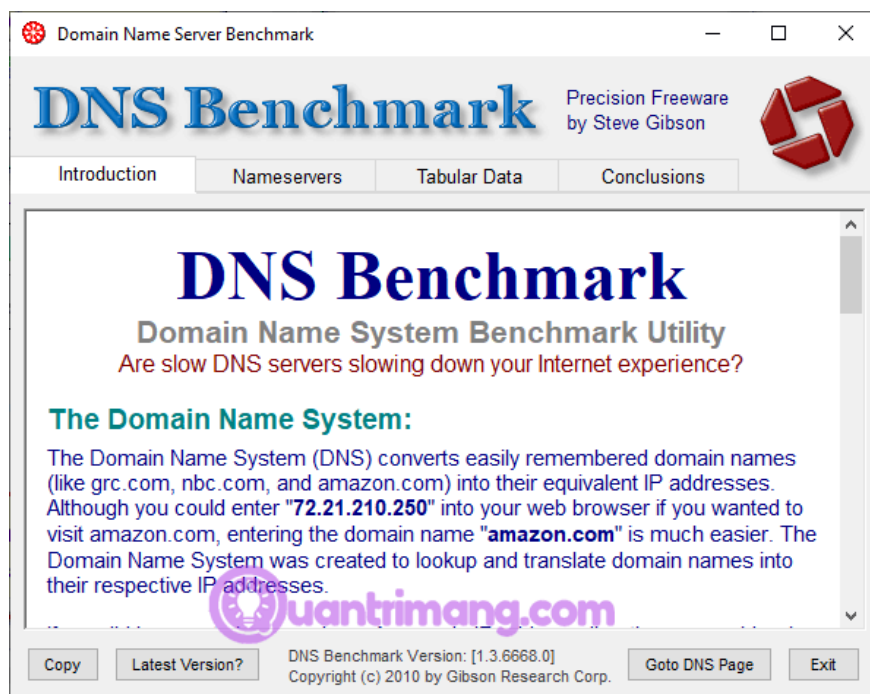 Domain Name Server Benchmark
DNS Benchmark
Precision Freeware
by Steve Gibson
Introduction
Nameservers
Tabular Data
Conclusions
DNS Benchmark
Domain Name System Benchmark Utility
Are slow DNS servers slowing down your Internet experience?
The Domain Name System:
The Domain Name System (DNS) converts easily remembered domain names
(like grc.com, nbc.com, and amazon.com) into their equivalent IP addresses.
Although you could enter "72.21.210.250" into your web browser if you wanted to
visit amazon.com, entering the domain name "amazon.com" is much easier. The
Domain Name System was created to lookup and translate domain names into
their respective IP addresses.
uantrimang.com
Copy
Latest Version?
DNS Benchmark Version: [1.3.6668.0]
Copyright (c) 2010 by Gibson Research Corp.
Goto DNS Page
Exit